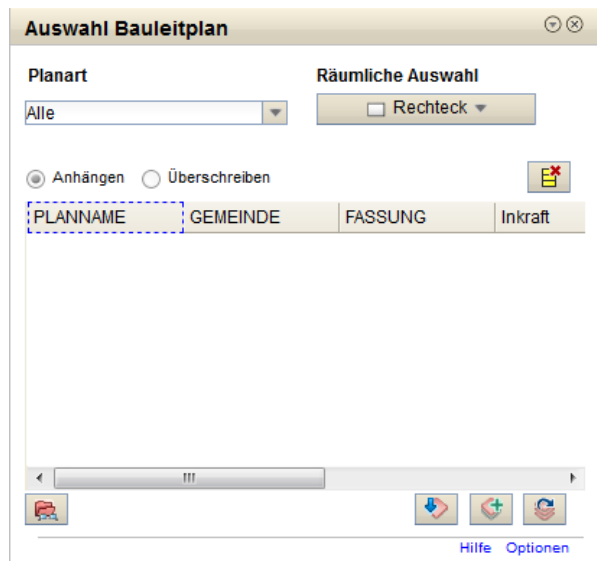 Auswahl Bauleitplan
Planart
Räumliche Auswahl
Alle
Rechteck
Anhängen
Überschreiben
PLANNAME
GEMEINDE
FASSUNG
Inkraft
Hilfe
Optionen